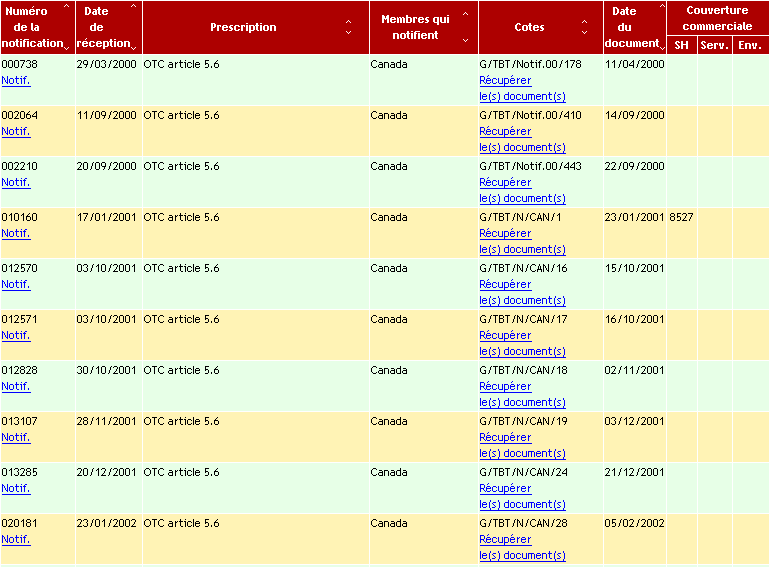 Numéro de la notification Date de réception Prescription Membres qui notifient Cotes Date du document Couverture commerciale
SH Serv. Env.
000738 29/03/2000 OTC article 5.6 Canada G/TBT/Notif.00/178 11/04/2000
Notif. Récupérer
le(s) document(s)
002064 11/09/2000 OTC article 5.6 Canada G/TBT/Notif.00/410 14/09/2000
Notif. Récupérer
le(s) document(s)
002210 20/09/2000 OTC article 5.6 Canada G/TBT/Notif.00/443 22/09/2000
Notif. Récupérer
le(s) document(s)
010160 17/01/2001 OTC article 5.6 Canada G/TBT/N/CAN/1 23/01/2001 8527
Notif. Récupérer
le(s) document(s)
012570 03/10/2001 OTC article 5.6 Canada G/TBT/N/CAN/16 15/10/2001
Notif. Récupérer
le(s) document(s)
012571 03/10/2001 OTC article 5.6 Canada G/TBT/N/CAN/17 16/10/2001
Notif. Récupérer
le(s) document(s)
012828 30/10/2001 OTC article 5.6 Canada G/TBT/N/CAN/18 02/11/2001
Notif. Récupérer
le(s) document(s)
013107 28/11/2001 OTC article 5.6 Canada G/TBT/N/CAN/19 03/12/2001
Notif. Récupérer
le(s) document(s)
013285 20/12/2001 OTC article 5.6 Canada G/TBT/N/CAN/24 21/12/2001
Notif. Récupérer
le(s) document(s)
020181 23/01/2002 OTC article 5.6 Canada G/TBT/N/CAN/28 05/02/2002
Notif. Récupérer
le(s) document(s)